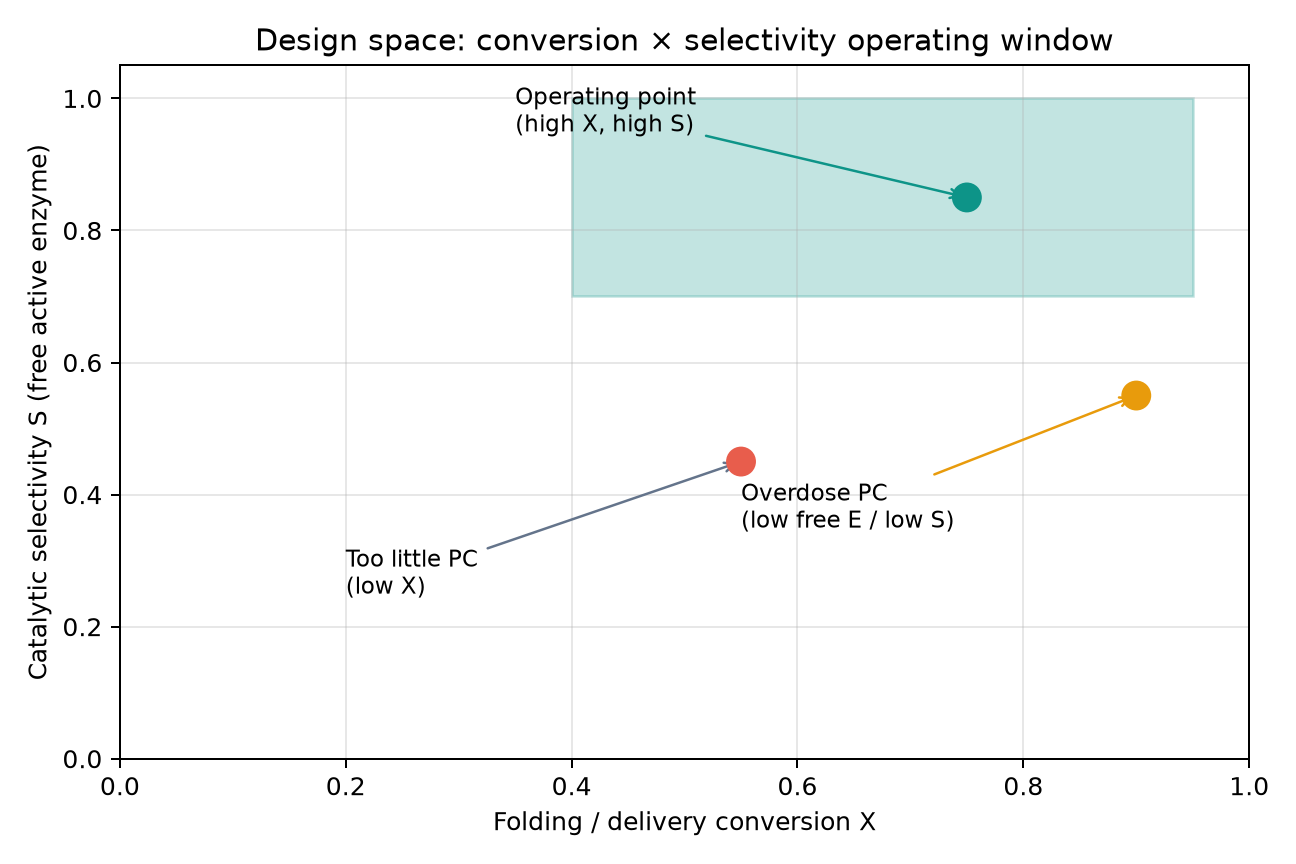 Design space: conversion × selectivity operating window
Catalytic selectivity S (free active enzyme)
1.0
0.8
0.6
0.4
0.2
0.0
Operating point
(high X, high S)
Overdose PC
(low free E / low S)
Too little PC
(low X)
0.0 0.2 0.4 0.6 0.8 1.0
Folding / delivery conversion X